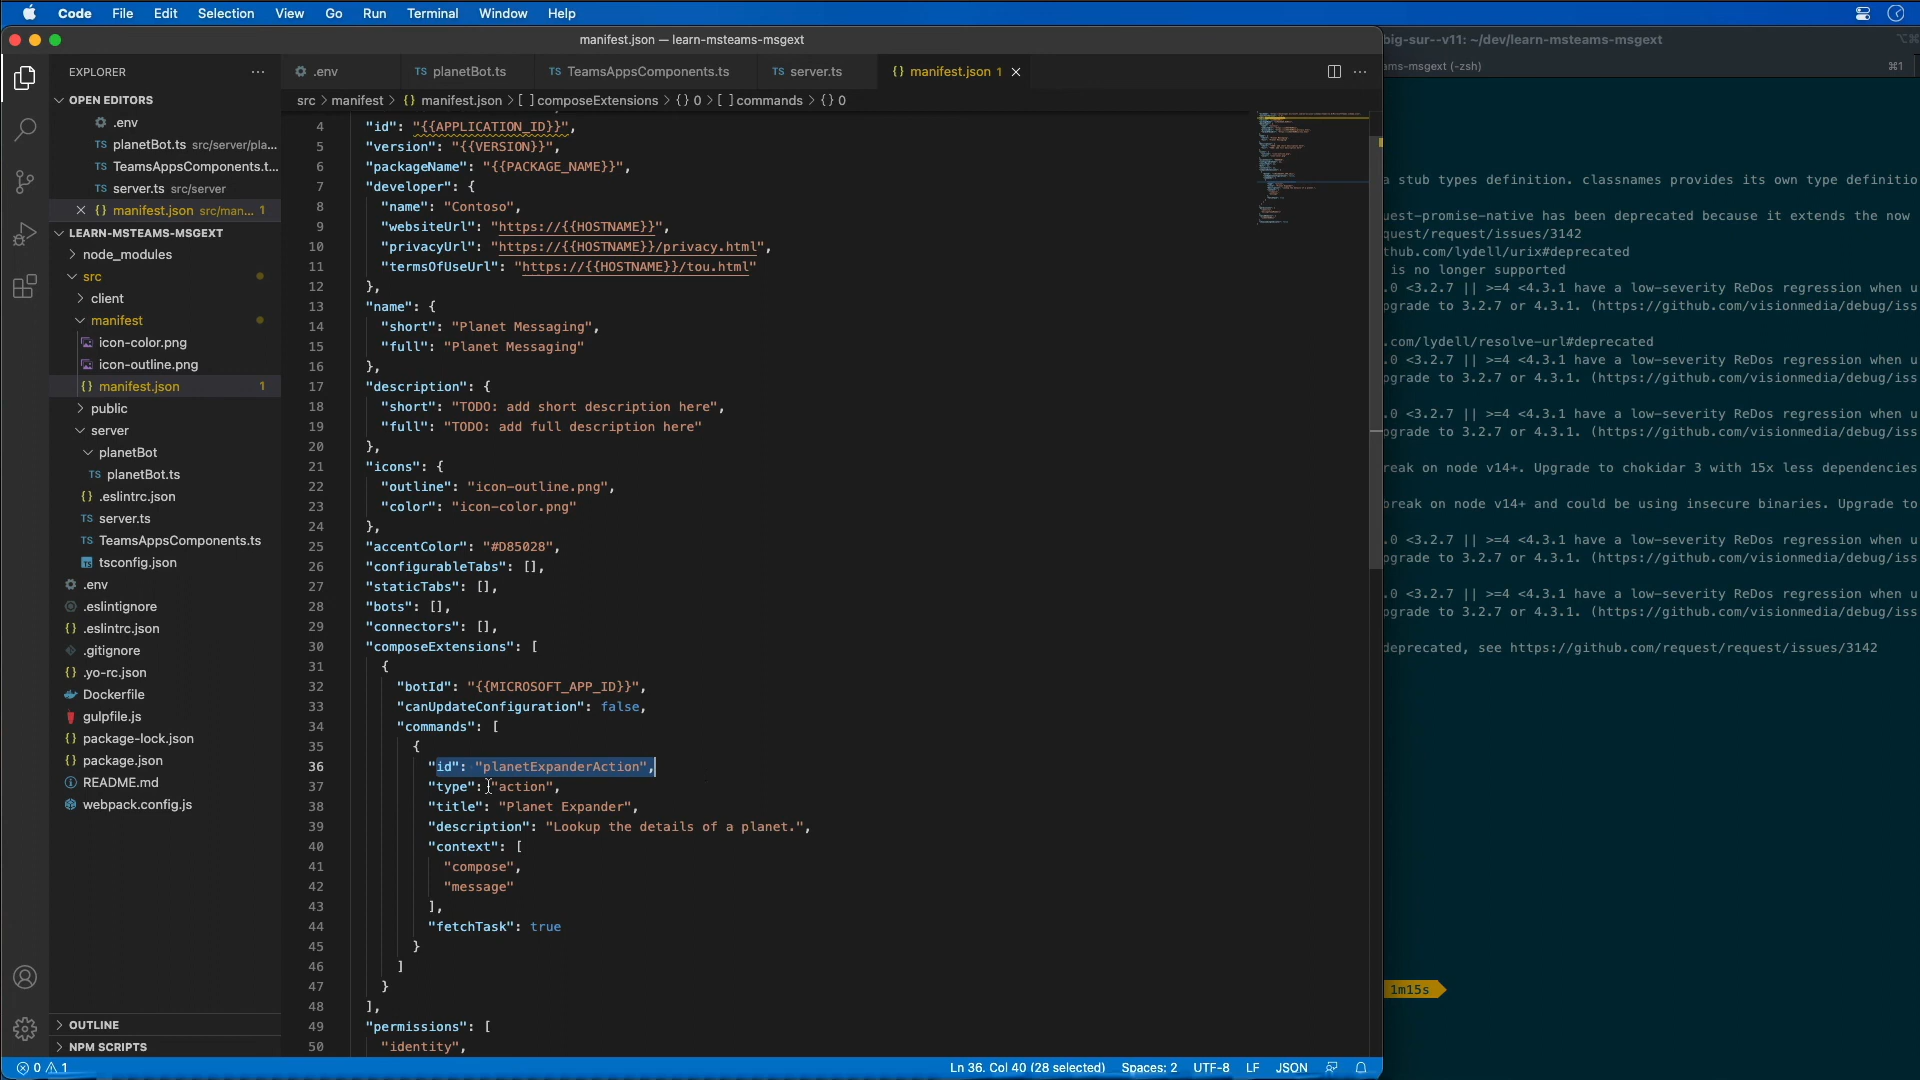 Code File Edit Selection View Go Run Terminal Window Help
manifest.json — learn-msteams-msgext
big-sur--v11: ~/dev/learn-msteams-msgext
ms-msgext (-zsh)
⌘1
EXPLORER
.env
TS planetBot.ts
TS TeamsAppsComponents.ts
TS server.ts
{} manifest.json 1
src > manifest > {} manifest.json > [ ] composeExtensions > {} 0 > [ ] commands > {} 0
OPEN EDITORS
.env
TS planetBot.ts src/server/pla...
TS TeamsAppsComponents.t...
TS server.ts src/server
{} manifest.json src/man... 1
LEARN-MSTEAMS-MSGEXT
node_modules
src
client
manifest
icon-color.png
icon-outline.png
{} manifest.json 1
public
server
planetBot
TS planetBot.ts
{} .eslintrc.json
TS server.ts
TS TeamsAppsComponents.ts
tsconfig.json
.env
.eslintignore
{} .eslintrc.json
.gitignore
{} .yo-rc.json
Dockerfile
gulpfile.js
{} package-lock.json
{} package.json
README.md
webpack.config.js
OUTLINE
NPM SCRIPTS
4 "id": "{{APPLICATION_ID}}",
5 "version": "{{VERSION}}",
6 "packageName": "{{PACKAGE_NAME}}",
7 "developer": {
8 "name": "Contoso",
9 "websiteUrl": "https://{{HOSTNAME}}",
10 "privacyUrl": "https://{{HOSTNAME}}/privacy.html",
11 "termsOfUseUrl": "https://{{HOSTNAME}}/tou.html"
12 },
13 "name": {
14 "short": "Planet Messaging",
15 "full": "Planet Messaging"
16 },
17 "description": {
18 "short": "TODO: add short description here",
19 "full": "TODO: add full description here"
20 },
21 "icons": {
22 "outline": "icon-outline.png",
23 "color": "icon-color.png"
24 },
25 "accentColor": "#D85028",
26 "configurableTabs": [],
27 "staticTabs": [],
28 "bots": [],
29 "connectors": [],
30 "composeExtensions": [
31 {
32 "botId": "{{MICROSOFT_APP_ID}}",
33 "canUpdateConfiguration": false,
34 "commands": [
35 {
36 "id": "planetExpanderAction",
37 "type": "action",
38 "title": "Planet Expander",
39 "description": "Lookup the details of a planet.",
40 "context": [
41 "compose",
42 "message"
43 ],
44 "fetchTask": true
45 }
46 ]
47 }
48 ],
49 "permissions": [
50 "identity",
a stub types definition. classnames provides its own type definitio
uest-promise-native has been deprecated because it extends the now
quest/request/issues/3142
thub.com/lydell/urix#deprecated
is no longer supported
.0 <3.2.7 || >=4 <4.3.1 have a low-severity ReDos regression when u
pgrade to 3.2.7 or 4.3.1. (https://github.com/visionmedia/debug/iss
.com/lydell/resolve-url#deprecated
.0 <3.2.7 || >=4 <4.3.1 have a low-severity ReDos regression when u
pgrade to 3.2.7 or 4.3.1. (https://github.com/visionmedia/debug/iss
.0 <3.2.7 || >=4 <4.3.1 have a low-severity ReDos regression when u
pgrade to 3.2.7 or 4.3.1. (https://github.com/visionmedia/debug/iss
reak on node v14+. Upgrade to chokidar 3 with 15x less dependencies
break on node v14+ and could be using insecure binaries. Upgrade to
.0 <3.2.7 || >=4 <4.3.1 have a low-severity ReDos regression when u
pgrade to 3.2.7 or 4.3.1. (https://github.com/visionmedia/debug/iss
.0 <3.2.7 || >=4 <4.3.1 have a low-severity ReDos regression when u
pgrade to 3.2.7 or 4.3.1. (https://github.com/visionmedia/debug/iss
deprecated, see https://github.com/request/request/issues/3142
1m15s
0 1
Ln 36, Col 40 (28 selected) Spaces: 2 UTF-8 LF JSON